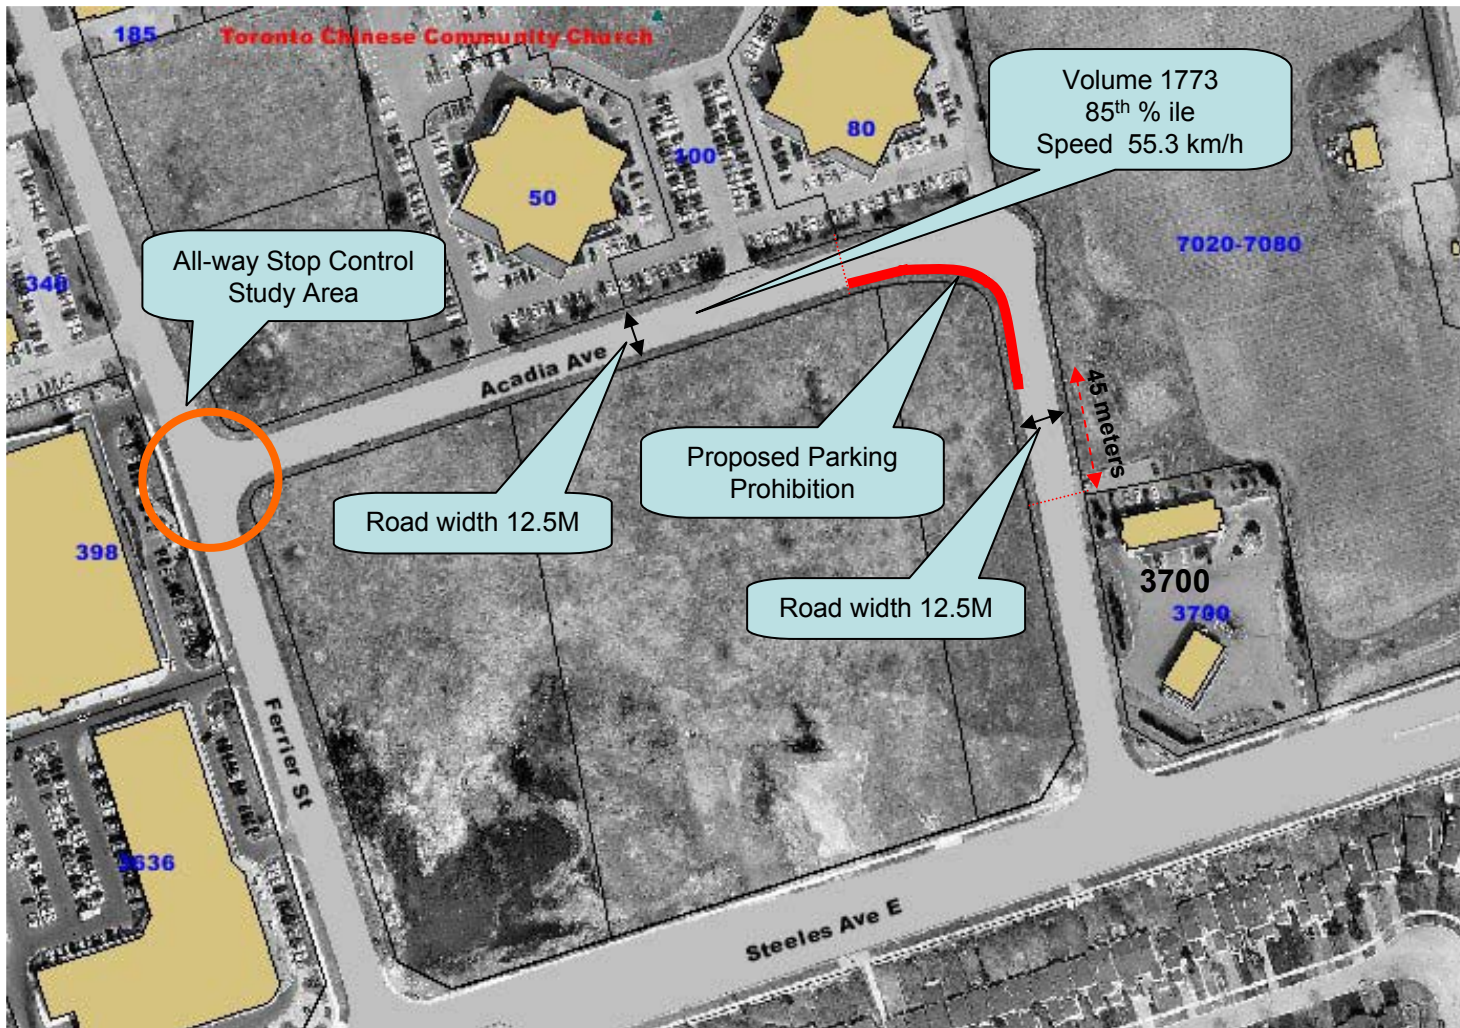 185
Toronto Chinese Community Church
Volume 1773
85th % ile
Speed 55.3 km/h
80
100
50
7020-7080
All-way Stop Control
Study Area
Acadia Ave
45 meters
Proposed Parking
Prohibition
Road width 12.5M
398
Road width 12.5M
3700
3700
Ferrier St
3636
Steeles Ave E